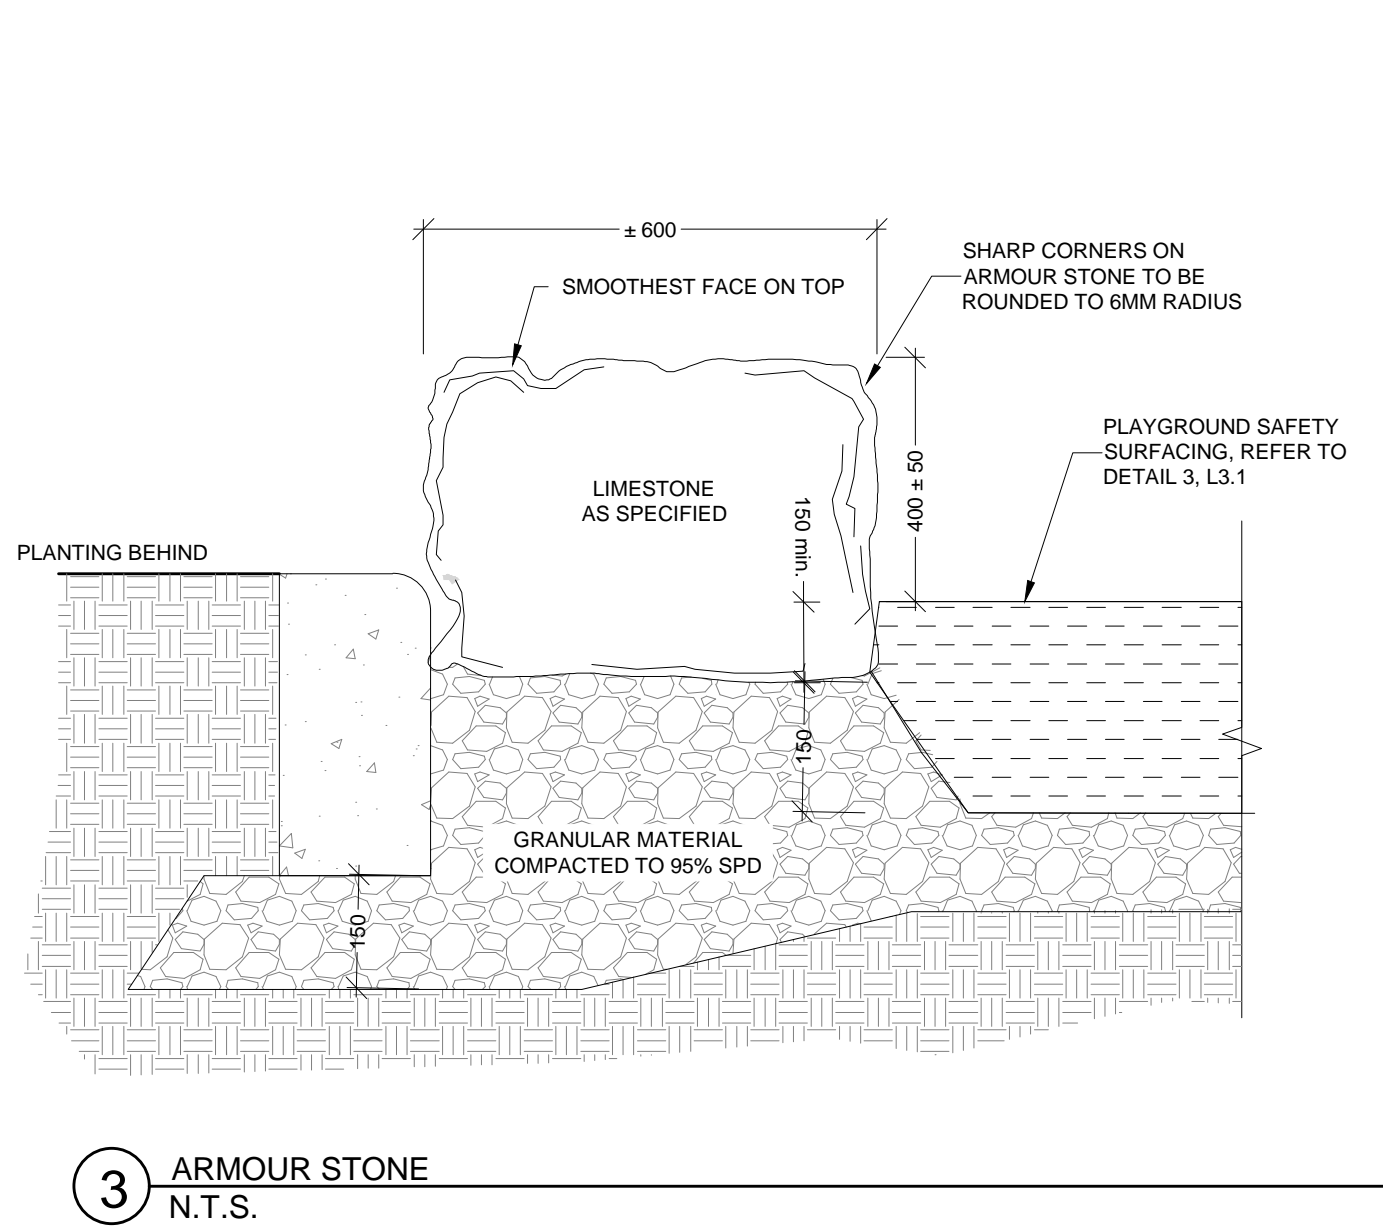 ± 600
SHARP CORNERS ON
ARMOUR STONE TO BE
ROUNDED TO 6MM RADIUS
SMOOTHEST FACE ON TOP
PLAYGROUND SAFETY
SURFACING, REFER TO
DETAIL 3, L3.1
400 ± 50
LIMESTONE
AS SPECIFIED
150 min.
PLANTING BEHIND
150
GRANULAR MATERIAL
COMPACTED TO 95% SPD
150
3
ARMOUR STONE
N.T.S.